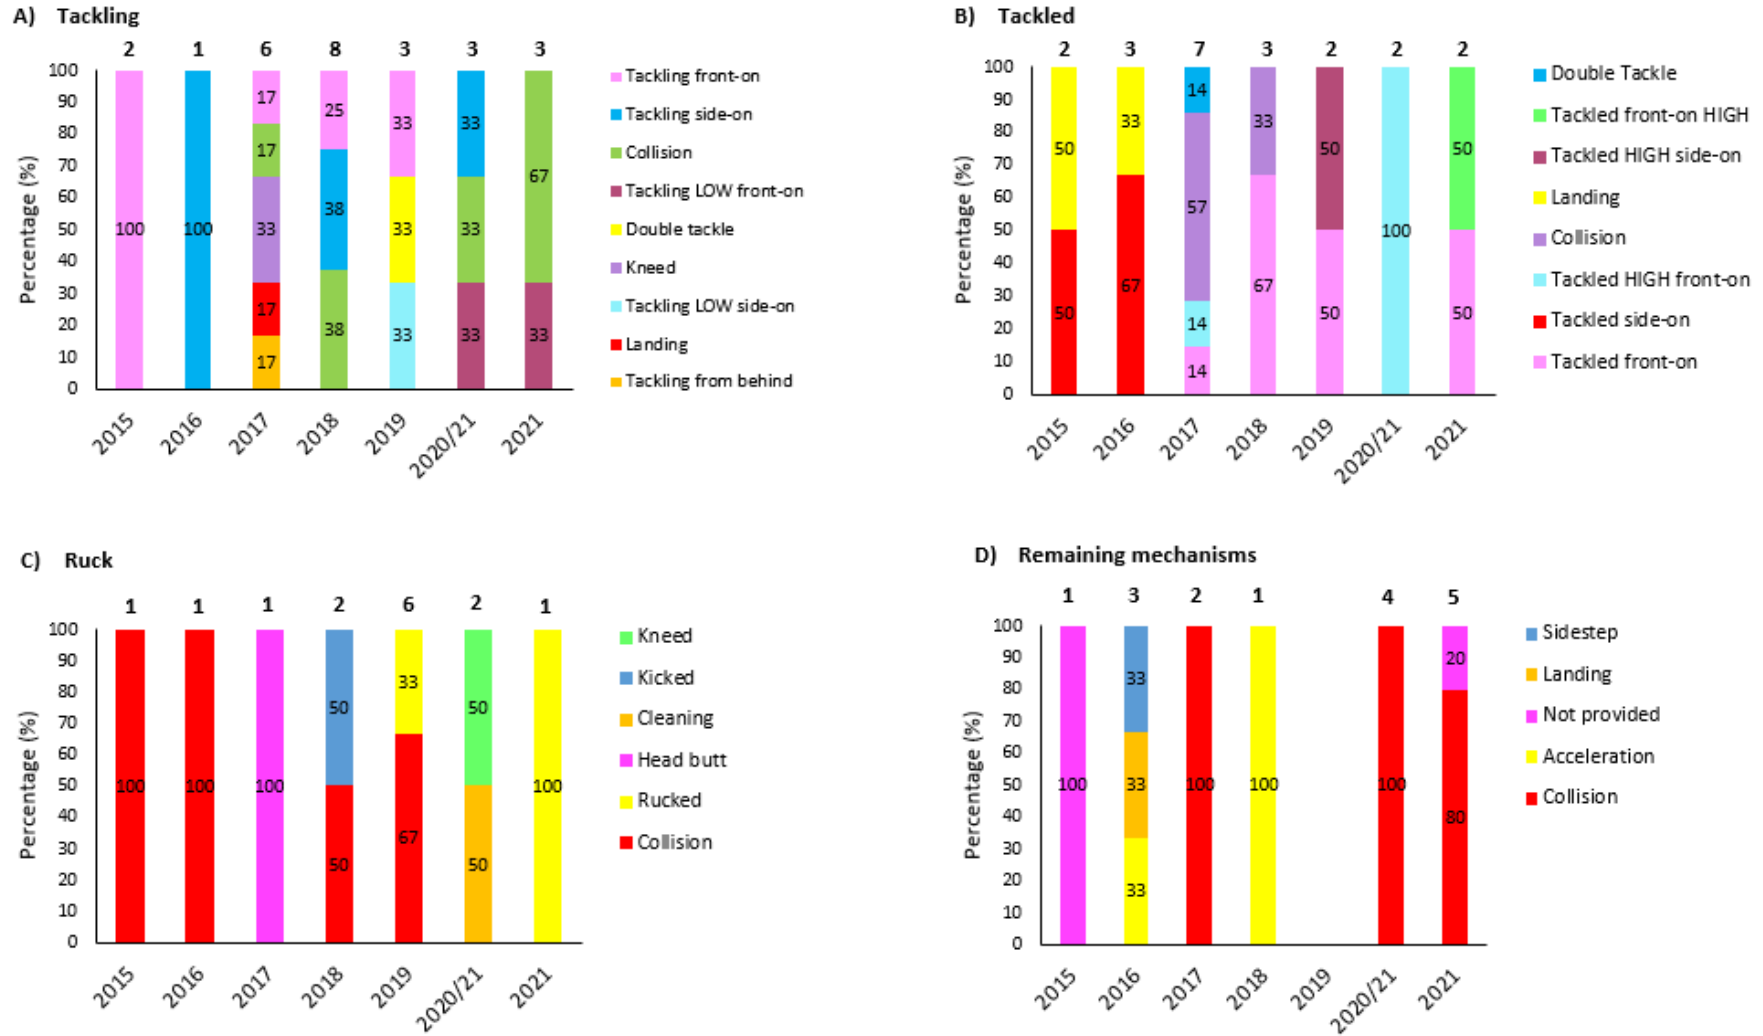 A) Tackling
2 1 6 8 3 3 3
Percentage (%)
100
90
80
70
60
50
40
30
20
10
0
100
100
17
17
33
17
17
25
38
38
33
33
33
33
33
33
67
33
2015 2016 2017 2018 2019 2020/21 2021
Tackling front-on
Tackling side-on
Collision
Tackling LOW front-on
Double tackle
Kneed
Tackling LOW side-on
Landing
Tackling from behind
B) Tackled
2 3 7 3 2 2 2
Percentage (%)
100
90
80
70
60
50
40
30
20
10
0
50
50
33
67
14
57
14
14
33
67
50
50
100
50
50
2015 2016 2017 2018 2019 2020/21 2021
Double Tackle
Tackled front-on HIGH
Tackled HIGH side-on
Landing
Collision
Tackled HIGH front-on
Tackled side-on
Tackled front-on
C) Ruck
1 1 1 2 6 2 1
Percentage (%)
100
90
80
70
60
50
40
30
20
10
0
100
100
100
50
50
33
67
50
50
100
2015 2016 2017 2018 2019 2020/21 2021
Kneed
Kicked
Cleaning
Head butt
Rucked
Collision
D) Remaining mechanisms
1 3 2 1 4 5
Percentage (%)
100
90
80
70
60
50
40
30
20
10
0
100
33
33
33
100
100
100
20
80
2015 2016 2017 2018 2019 2020/21 2021
Sidestep
Landing
Not provided
Acceleration
Collision